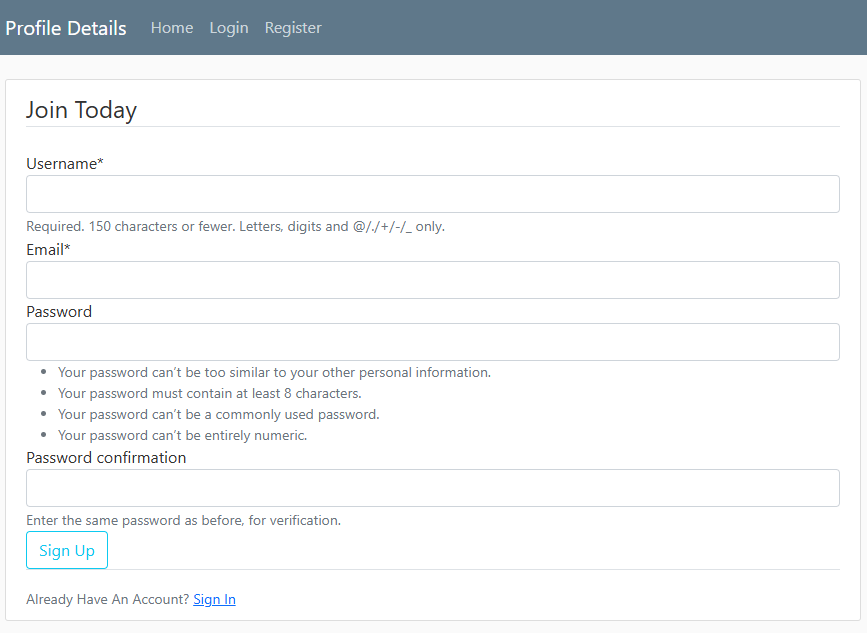 Profile Details Home Login Register
Join Today
Username*
Required. 150 characters or fewer. Letters, digits and @/./+/-/_ only.
Email*
Password
• Your password can't be too similar to your other personal information.
• Your password must contain at least 8 characters.
• Your password can't be a commonly used password.
• Your password can't be entirely numeric.
Password confirmation
Enter the same password as before, for verification.
Sign Up
Already Have An Account? Sign In